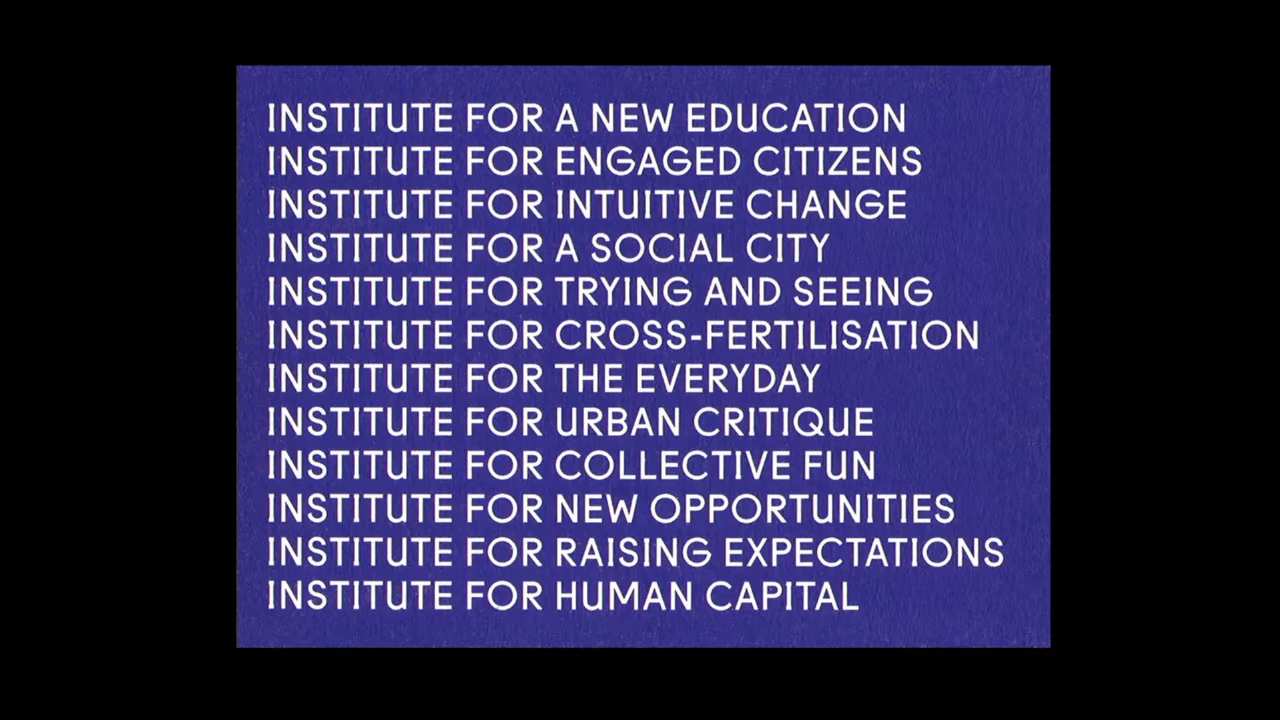 INSTITUTE FOR A NEW EDUCATION
INSTITUTE FOR ENGAGED CITIZENS
INSTITUTE FOR INTUITIVE CHANGE
INSTITUTE FOR A SOCIAL CITY
INSTITUTE FOR TRYING AND SEEING
INSTITUTE FOR CROSS-FERTILISATION
INSTITUTE FOR THE EVERYDAY
INSTITUTE FOR URBAN CRITIQUE
INSTITUTE FOR COLLECTIVE FUN
INSTITUTE FOR NEW OPPORTUNITIES
INSTITUTE FOR RAISING EXPECTATIONS
INSTITUTE FOR HUMAN CAPITAL